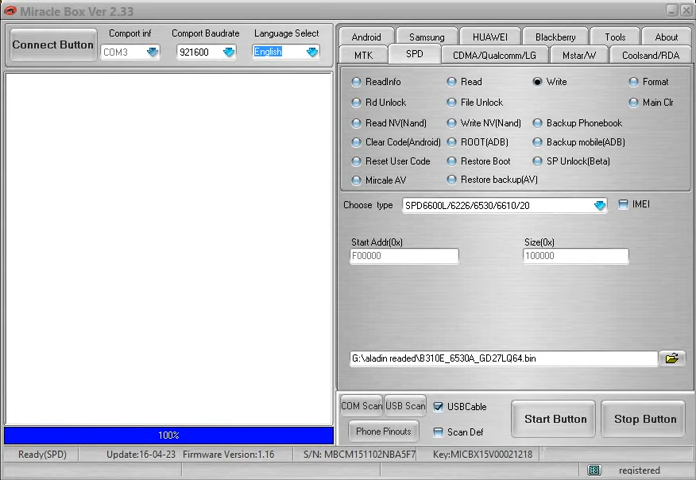 Miracle Box Ver 2.33
Connect Button
Comport inf
Comport Baudrate
Language Select
COM3
921600
English
Android
Samsung
HUAWEI
Blackberry
Tools
About
MTK
SPD
CDMA/Qualcomm/LG
Mstar/W
Coolsand/RDA
ReadInfo
Read
Write
Format
Rd Unlock
File Unlock
Main Clr
Read NV(Nand)
Write NV(Nand)
Backup Phonebook
Clear Code(Android)
ROOT(ADB)
Backup mobile(ADB)
Reset User Code
Restore Boot
SP Unlock(Beta)
Mircale AV
Restore backup(AV)
Choose type
SPD6600L/6226/6530/6610/20
IMEI
Start Addr(0x)
Size(0x)
F00000
100000
G:\aladin readed\B310E_6530A_GD27LQ64.bin
COM Scan
USB Scan
USBCable
Start Button
Stop Button
Phone Pinouts
Scan Def
100%
Ready(SPD)
Update:16-04-23
Firmware Version:1.16
S/N: MBCM151102NBA5F7
Key:MICBX15V00021218
registered